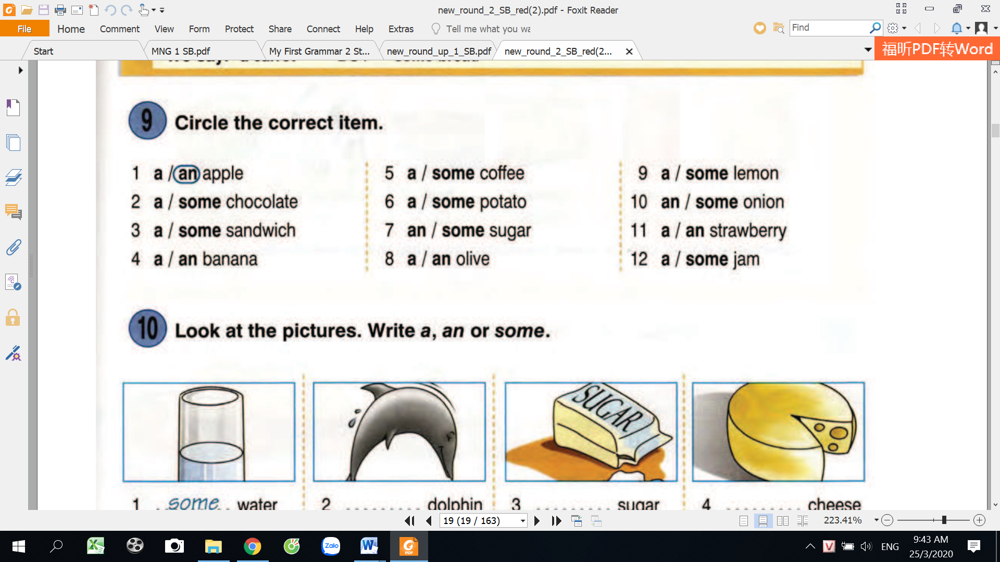 new_round_2_SB_red(2).pdf - Foxit Reader
File Home Comment View Form Protect Share Connect Help Extras Tell me what you wa Find
Start MNG 1 SB.pdf My First Grammar 2 St... new_round_up_1_SB.pdf new_round_2_SB_red(2... 福昕PDF转Word
9 Circle the correct item.
1 a / an apple
2 a / some chocolate
3 a / some sandwich
4 a / an banana
5 a / some coffee
6 a / some potato
7 an / some sugar
8 a / an olive
9 a / some lemon
10 an / some onion
11 a / an strawberry
12 a / some jam
10 Look at the pictures. Write a, an or some.
SUGAR
1 ..some.. water
2 ......... dolphin
3 ......... sugar
4 ......... cheese
19 (19 / 163) 223.41%
Zalo
PDF
ENG
9:43 AM
25/3/2020